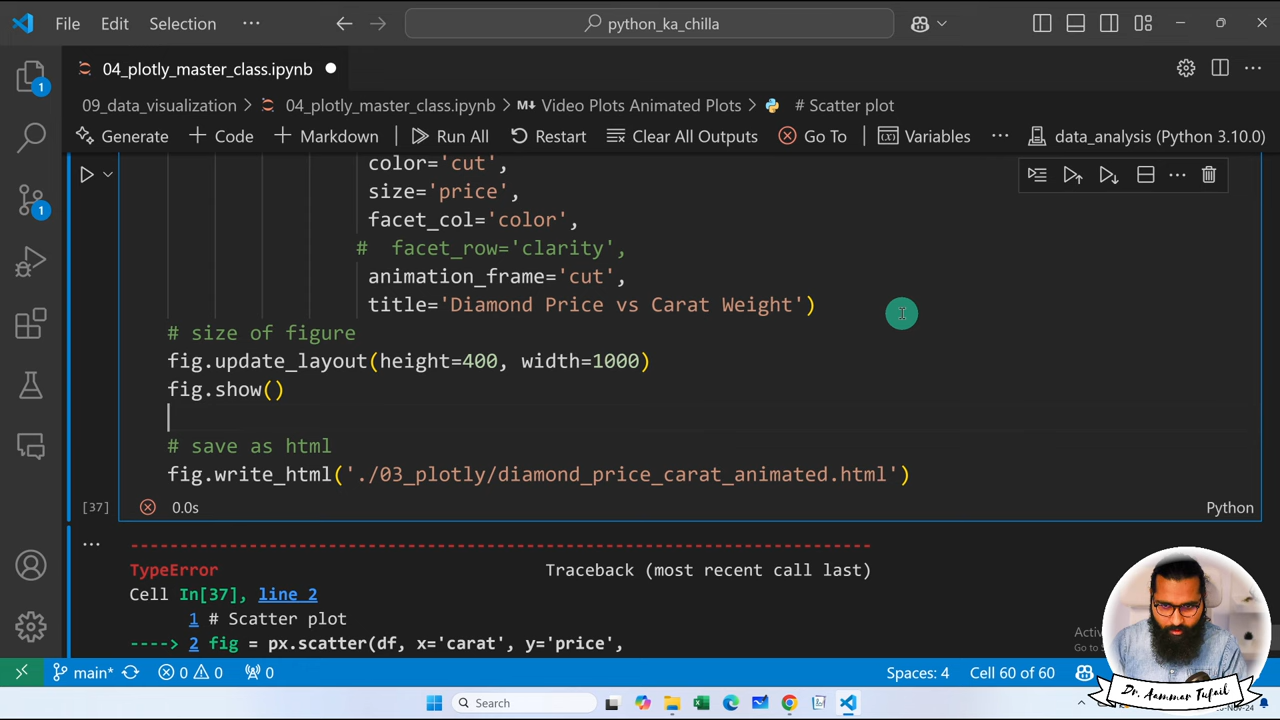 File Edit Selection ··· python_ka_chilla
04_plotly_master_class.ipynb
09_data_visualization > 04_plotly_master_class.ipynb > Video Plots Animated Plots > # Scatter plot
Generate + Code + Markdown Run All Restart Clear All Outputs Go To Variables ··· data_analysis (Python 3.10.0)
color='cut',
size='price',
facet_col='color',
# facet_row='clarity',
animation_frame='cut',
title='Diamond Price vs Carat Weight')
# size of figure
fig.update_layout(height=400, width=1000)
fig.show()
# save as html
fig.write_html('./03_plotly/diamond_price_carat_animated.html')
[37] 0.0s Python
---------------------------------------------------------------------------
TypeError Traceback (most recent call last)
Cell In[37], line 2
1 # Scatter plot
----> 2 fig = px.scatter(df, x='carat', y='price',
main* 0 0 0 Spaces: 4 Cell 60 of 60
Search
Dr. Aammar Tufail